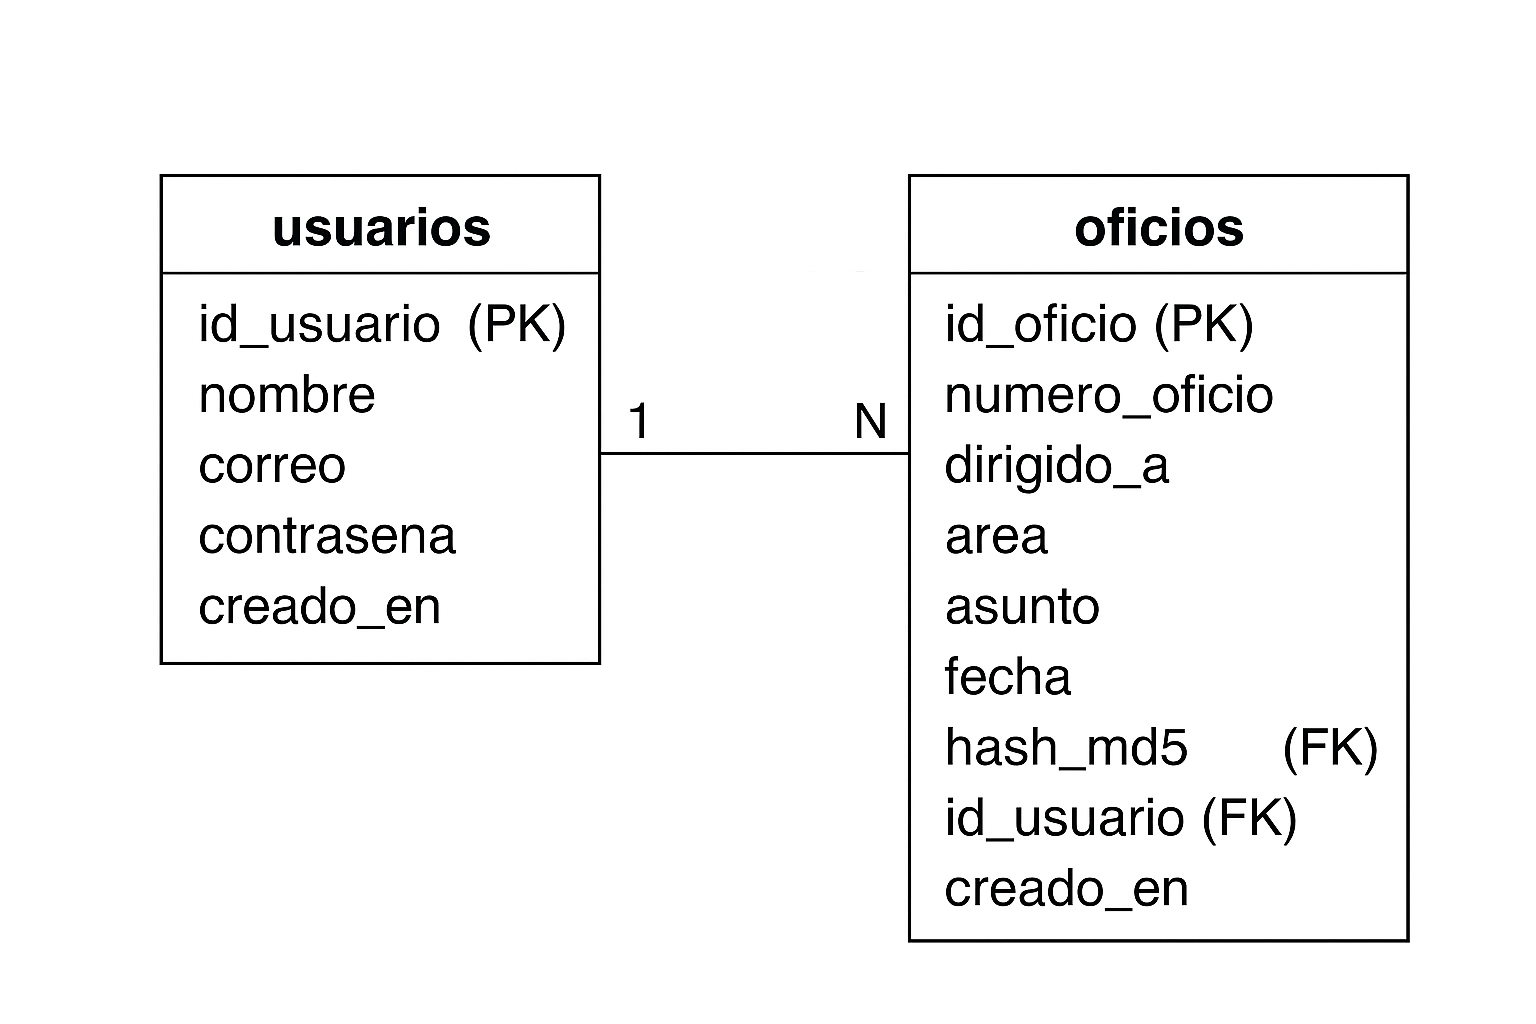 usuarios
id_usuario (PK)
nombre
correo
contrasena
creado_en
1
N
oficios
id_oficio (PK)
numero_oficio
dirigido_a
area
asunto
fecha
hash_md5 (FK)
id_usuario (FK)
creado_en